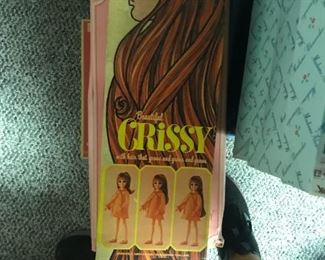 Beautiful
CRiSSY
with hair that grows and grows and grows